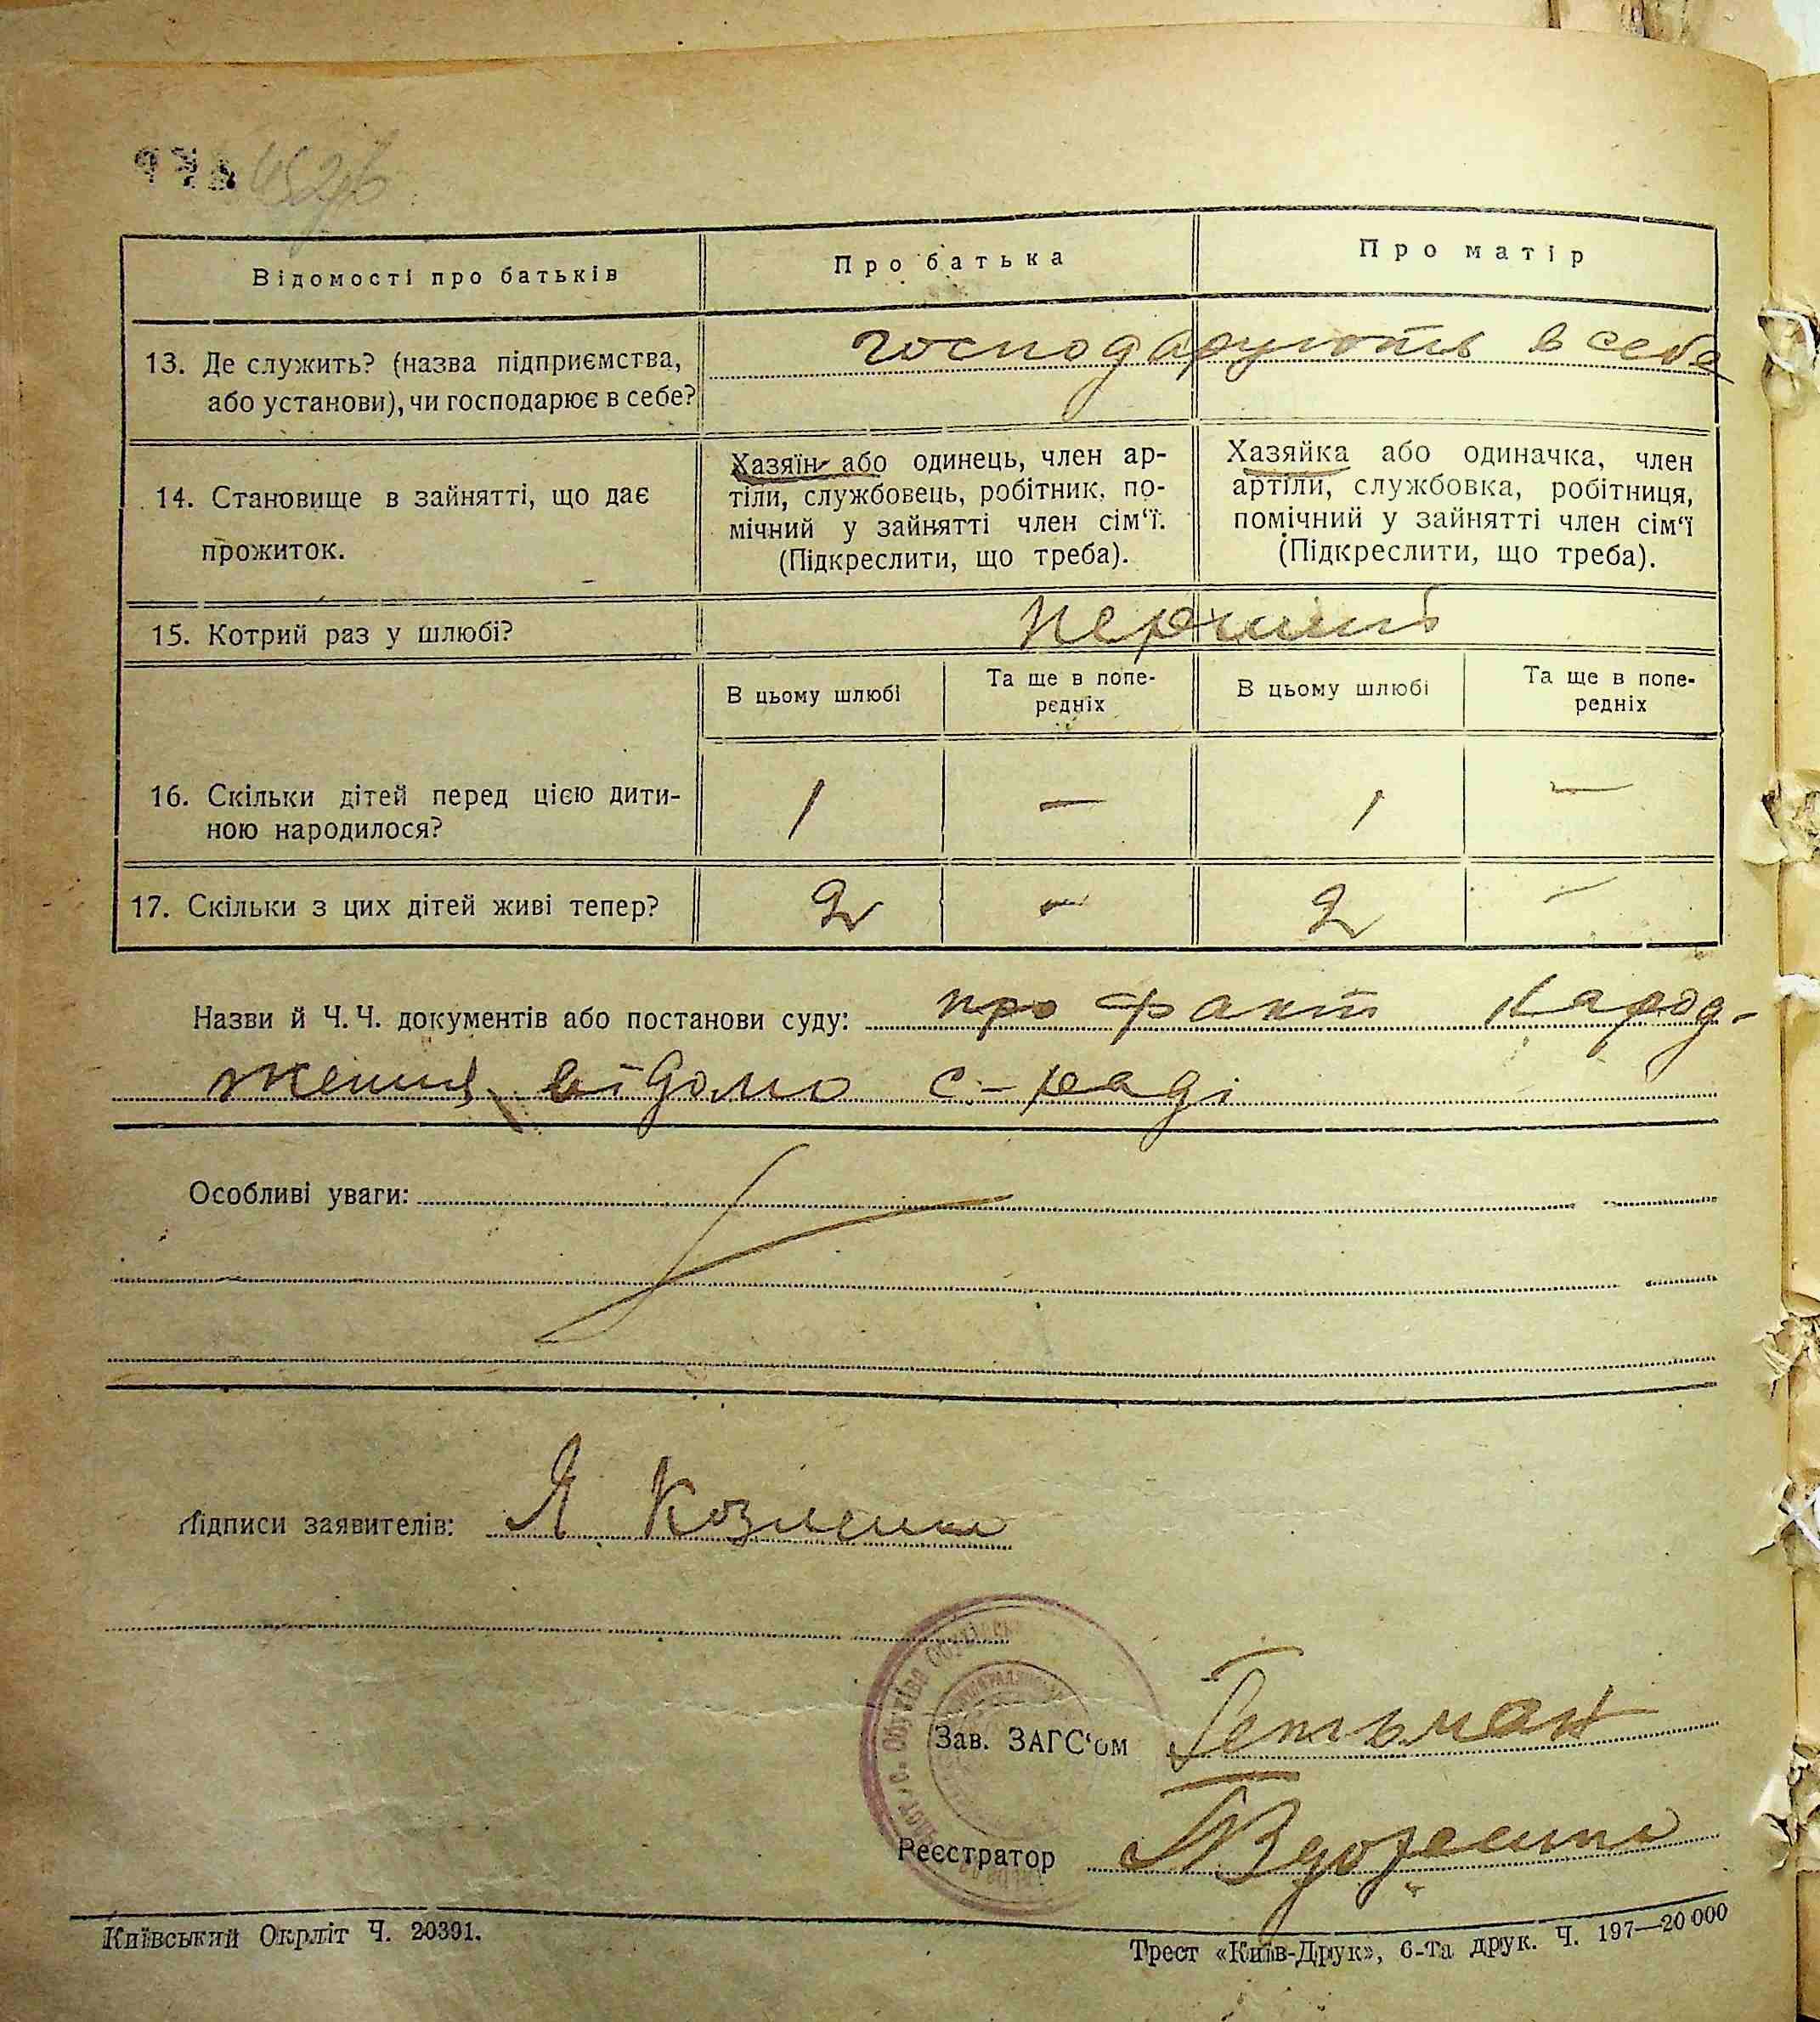 Відомості про батьків
Про батька
Про матір
13. Де служить? (назва підприємства,
або установи), чи господарює в себе?
господарують в себе
14. Становище в зайнятті, що дає
прожиток.
Хазяїн або одинець, член ар-
тіли, службовець, робітник, по-
мічний у зайнятті член сім‘ї.
(Підкреслити, що треба).
Хазяйка або одиначка, член
артіли, службовка, робітниця,
помічний у зайнятті член сім‘ї
(Підкреслити, що треба).
15. Котрий раз у шлюбі?
перший
В цьому шлюбі
Та ще в попе-
редніх
В цьому шлюбі
Та ще в попе-
редніх
16. Скільки дітей перед цією дити-
ною народилося?
1 — 1 —
17. Скільки з цих дітей живі тепер?
2 — 2 —
Назви й Ч. Ч. документів або постанови суду: про факт народ-
ження відомо с-раді
Особливі уваги:
Підписи заявителів: Я Козленко
Зав. ЗАГС‘ом Гетьман
Реєстратор
Київський Окрліт Ч. 20391.
Трест «Київ-Друк», 6-та друк. Ч. 197—20 000